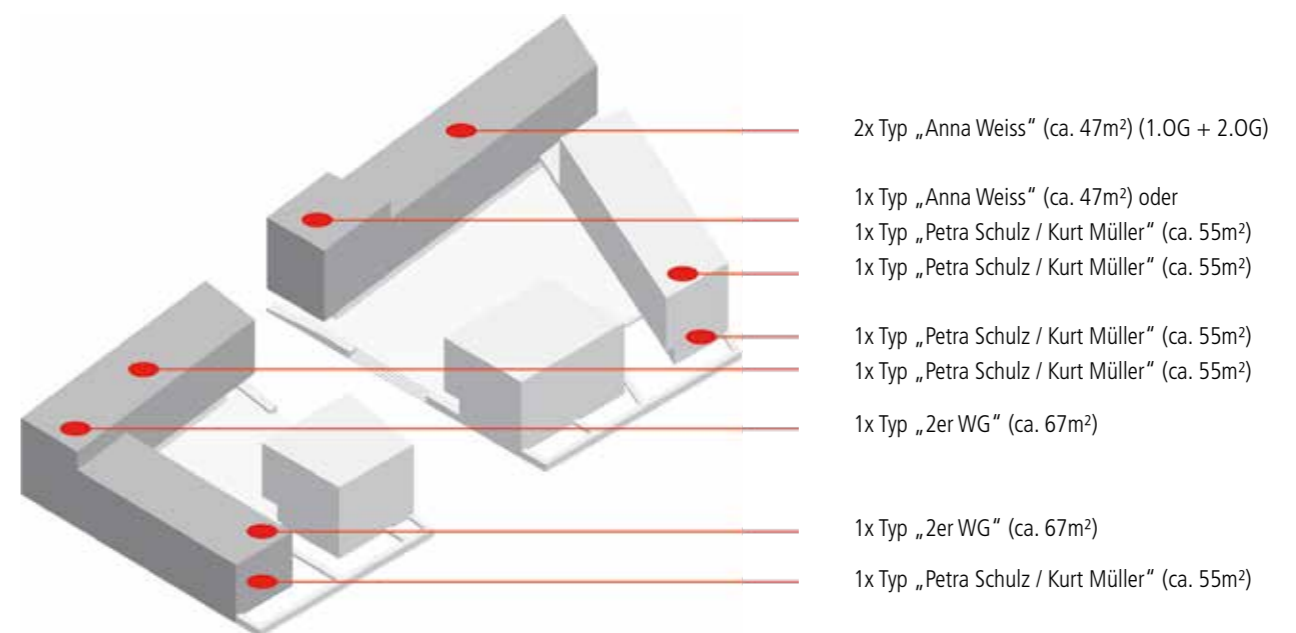 2x Typ „Anna Weiss“ (ca. 47m²) (1.OG + 2.OG)
1x Typ „Anna Weiss“ (ca. 47m²) oder
1x Typ „Petra Schulz / Kurt Müller“ (ca. 55m²)
1x Typ „Petra Schulz / Kurt Müller“ (ca. 55m²)
1x Typ „Petra Schulz / Kurt Müller“ (ca. 55m²)
1x Typ „Petra Schulz / Kurt Müller“ (ca. 55m²)
1x Typ „2er WG“ (ca. 67m²)
1x Typ „2er WG“ (ca. 67m²)
1x Typ „Petra Schulz / Kurt Müller“ (ca. 55m²)